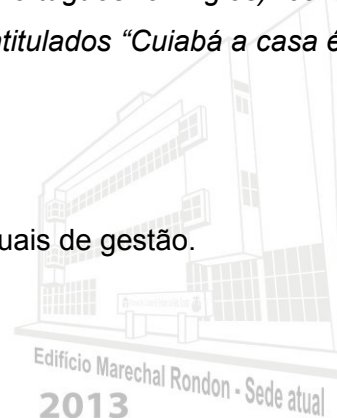 ntitulados “Cuiabá a casa é
uais de gestão.
Edifício Marechal Rondon - Sede atual
2013